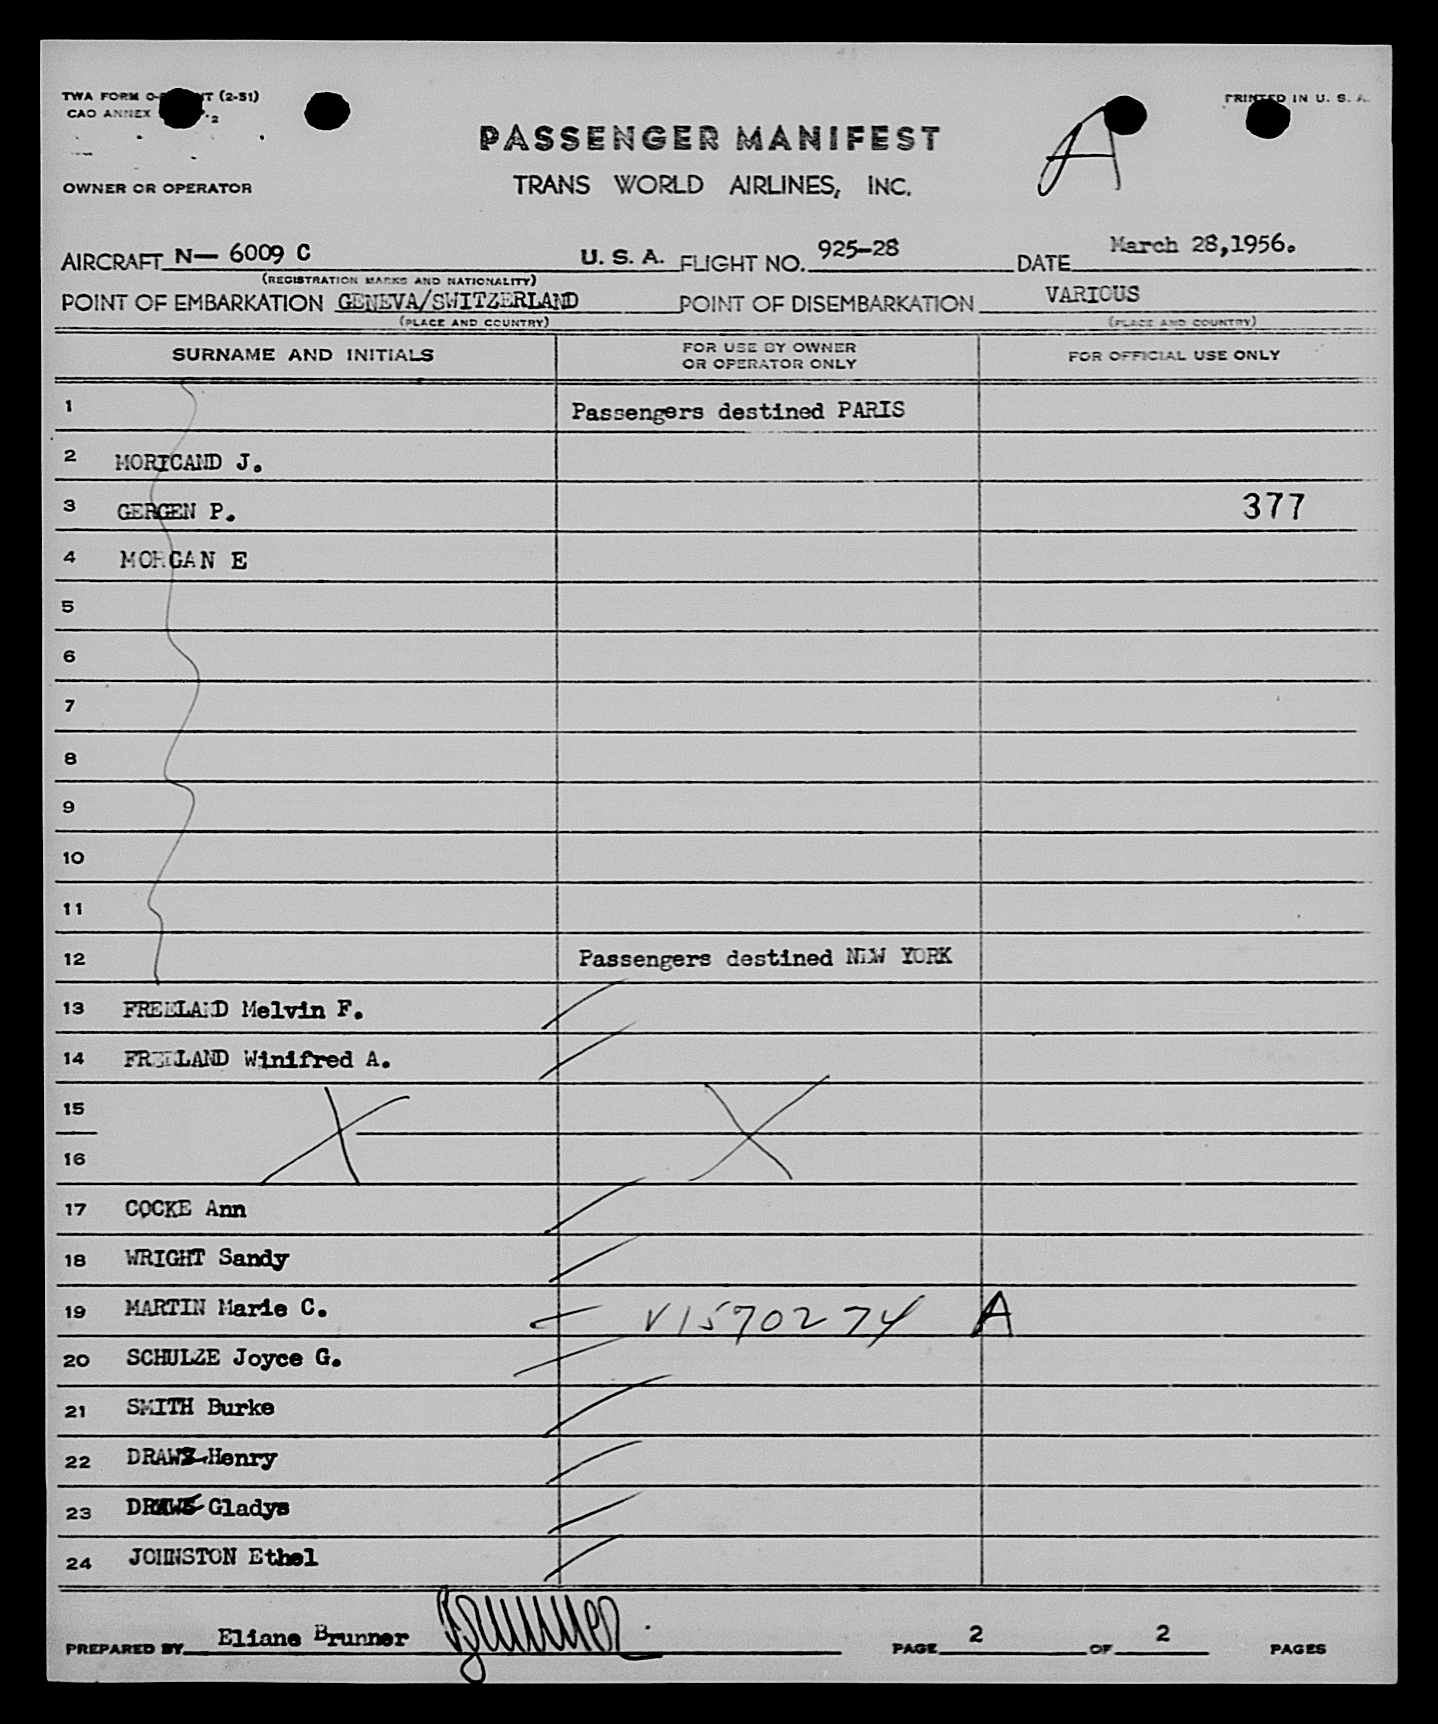 TWA FORM (2-51)
CAO ANNEX
PRINTED IN U. S. A.
A
PASSENGER MANIFEST
OWNER OR OPERATOR
TRANS WORLD AIRLINES, INC.
AIRCRAFT N— 6009 C U. S. A. FLIGHT NO. 925-28 DATE March 28,1956.
(REGISTRATION MARKS AND NATIONALITY)
POINT OF EMBARKATION GENEVA/SWITZERLAND POINT OF DISEMBARKATION VARIOUS
(PLACE AND COUNTRY) (PLACE AND COUNTRY)
SURNAME AND INITIALS FOR USE BY OWNER OR OPERATOR ONLY FOR OFFICIAL USE ONLY
1 Passengers destined PARIS
2 MORICAND J.
3 GERGEN P. 377
4 MORGAN E
5
6
7
8
9
10
11
12 Passengers destined NEW YORK
13 FREELAND Melvin F.
14 FREELAND Winifred A.
15
16
17 COCKE Ann
18 WRIGHT Sandy
19 MARTIN Marie C. V1570274 A
20 SCHULZE Joyce G.
21 SMITH Burke
22 DRAWS Henry
23 DRAWS Gladys
24 JOHNSTON Ethel
PREPARED BY Eliane Brunner Brunner PAGE 2 OF 2 PAGES